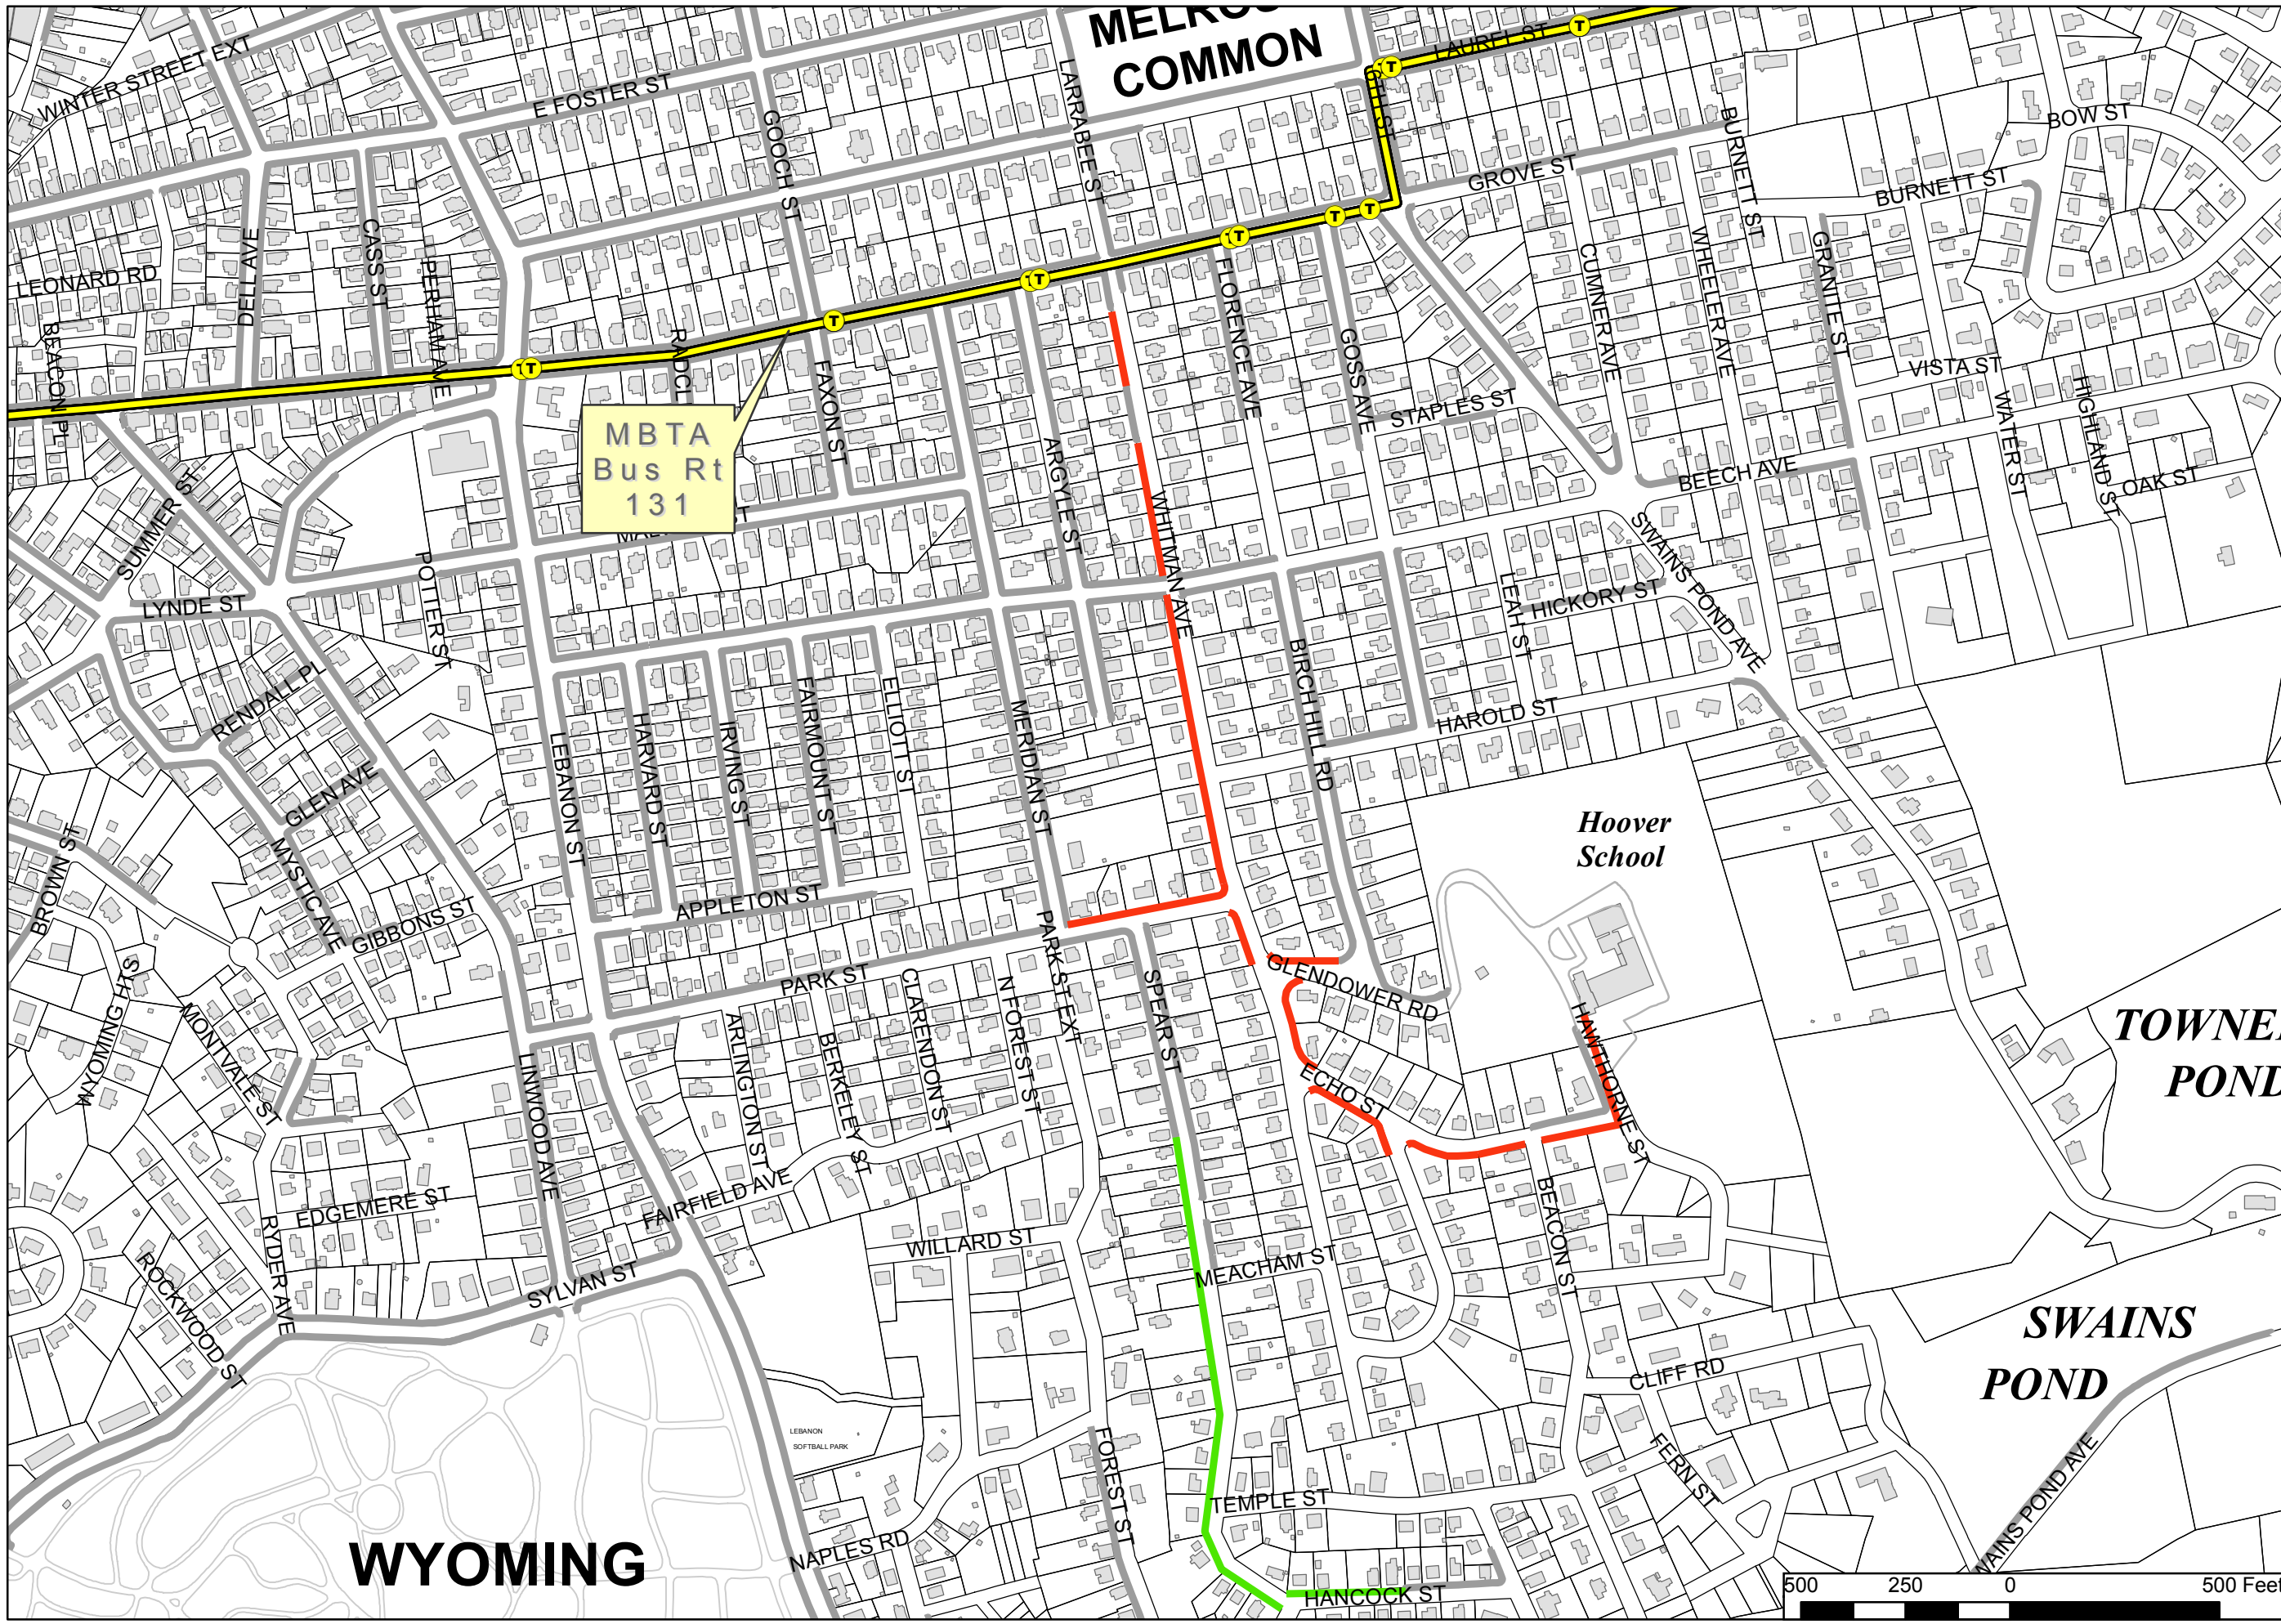 MELROS
COMMON
LAUREL ST
6TH ST
WINTER STREET EXT
E FOSTER ST
LARRABEE ST
GOOCH ST
BURNETT ST
BOW ST
GROVE ST
BURNETT ST
CASS ST
DELL AVE
PERHAM AVE
LEONARD RD
BEACON PL
RADCL
FAXON ST
FLORENCE AVE
GOSS AVE
CUMNER AVE
WHEELER AVE
GRANITE ST
VISTA ST
WATER ST
HIGHLAND ST
OAK ST
STAPLES ST
BEECH AVE
MBTA
Bus Rt
131
ARGYLE ST
WHITMAN AVE
SUMMER ST
LYNDE ST
POTTER ST
SWAINS POND AVE
LEAH ST
HICKORY ST
HAROLD ST
BIRCH HILL RD
RENDALL PL
GLEN AVE
LEBANON ST
HARVARD ST
IRVING ST
FAIRMOUNT ST
ELLIOTT ST
MERIDIAN ST
Hoover
School
BROWN ST
MYSTIC AVE
GIBBONS ST
APPLETON ST
PARK ST
PARK ST EXT
GLENDOWER RD
WYOMING HTS
MONTVALE ST
LINWOOD AVE
ARLINGTON ST
BERKELEY ST
CLARENDON ST
N FOREST ST
SPEAR ST
ECHO ST
HAWTHORNE ST
TOWNE
POND
EDGEMERE ST
RYDER AVE
ROCKWOOD ST
FAIRFIELD AVE
SYLVAN ST
WILLARD ST
MEACHAM ST
BEACON ST
SWAINS
POND
CLIFF RD
FERN ST
LEBANON
SOFTBALL PARK
FOREST ST
TEMPLE ST
NAPLES RD
HANCOCK ST
WYOMING
WAINS POND AVE
500 250 0 500 Feet